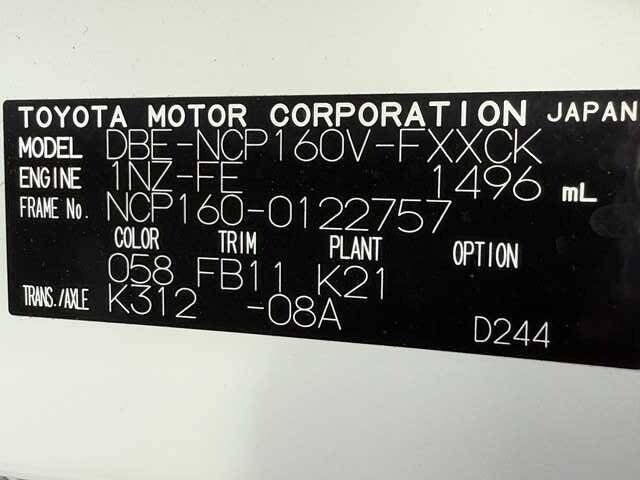 TOYOTA MOTOR CORPORATION JAPAN
MODEL DBE-NCP160V-FXXCK
ENGINE 1NZ-FE 1496 mL
FRAME No. NCP160-0122757
COLOR TRIM PLANT OPTION
058 FB11 K21
TRANS./AXLE K312 -08A
D244